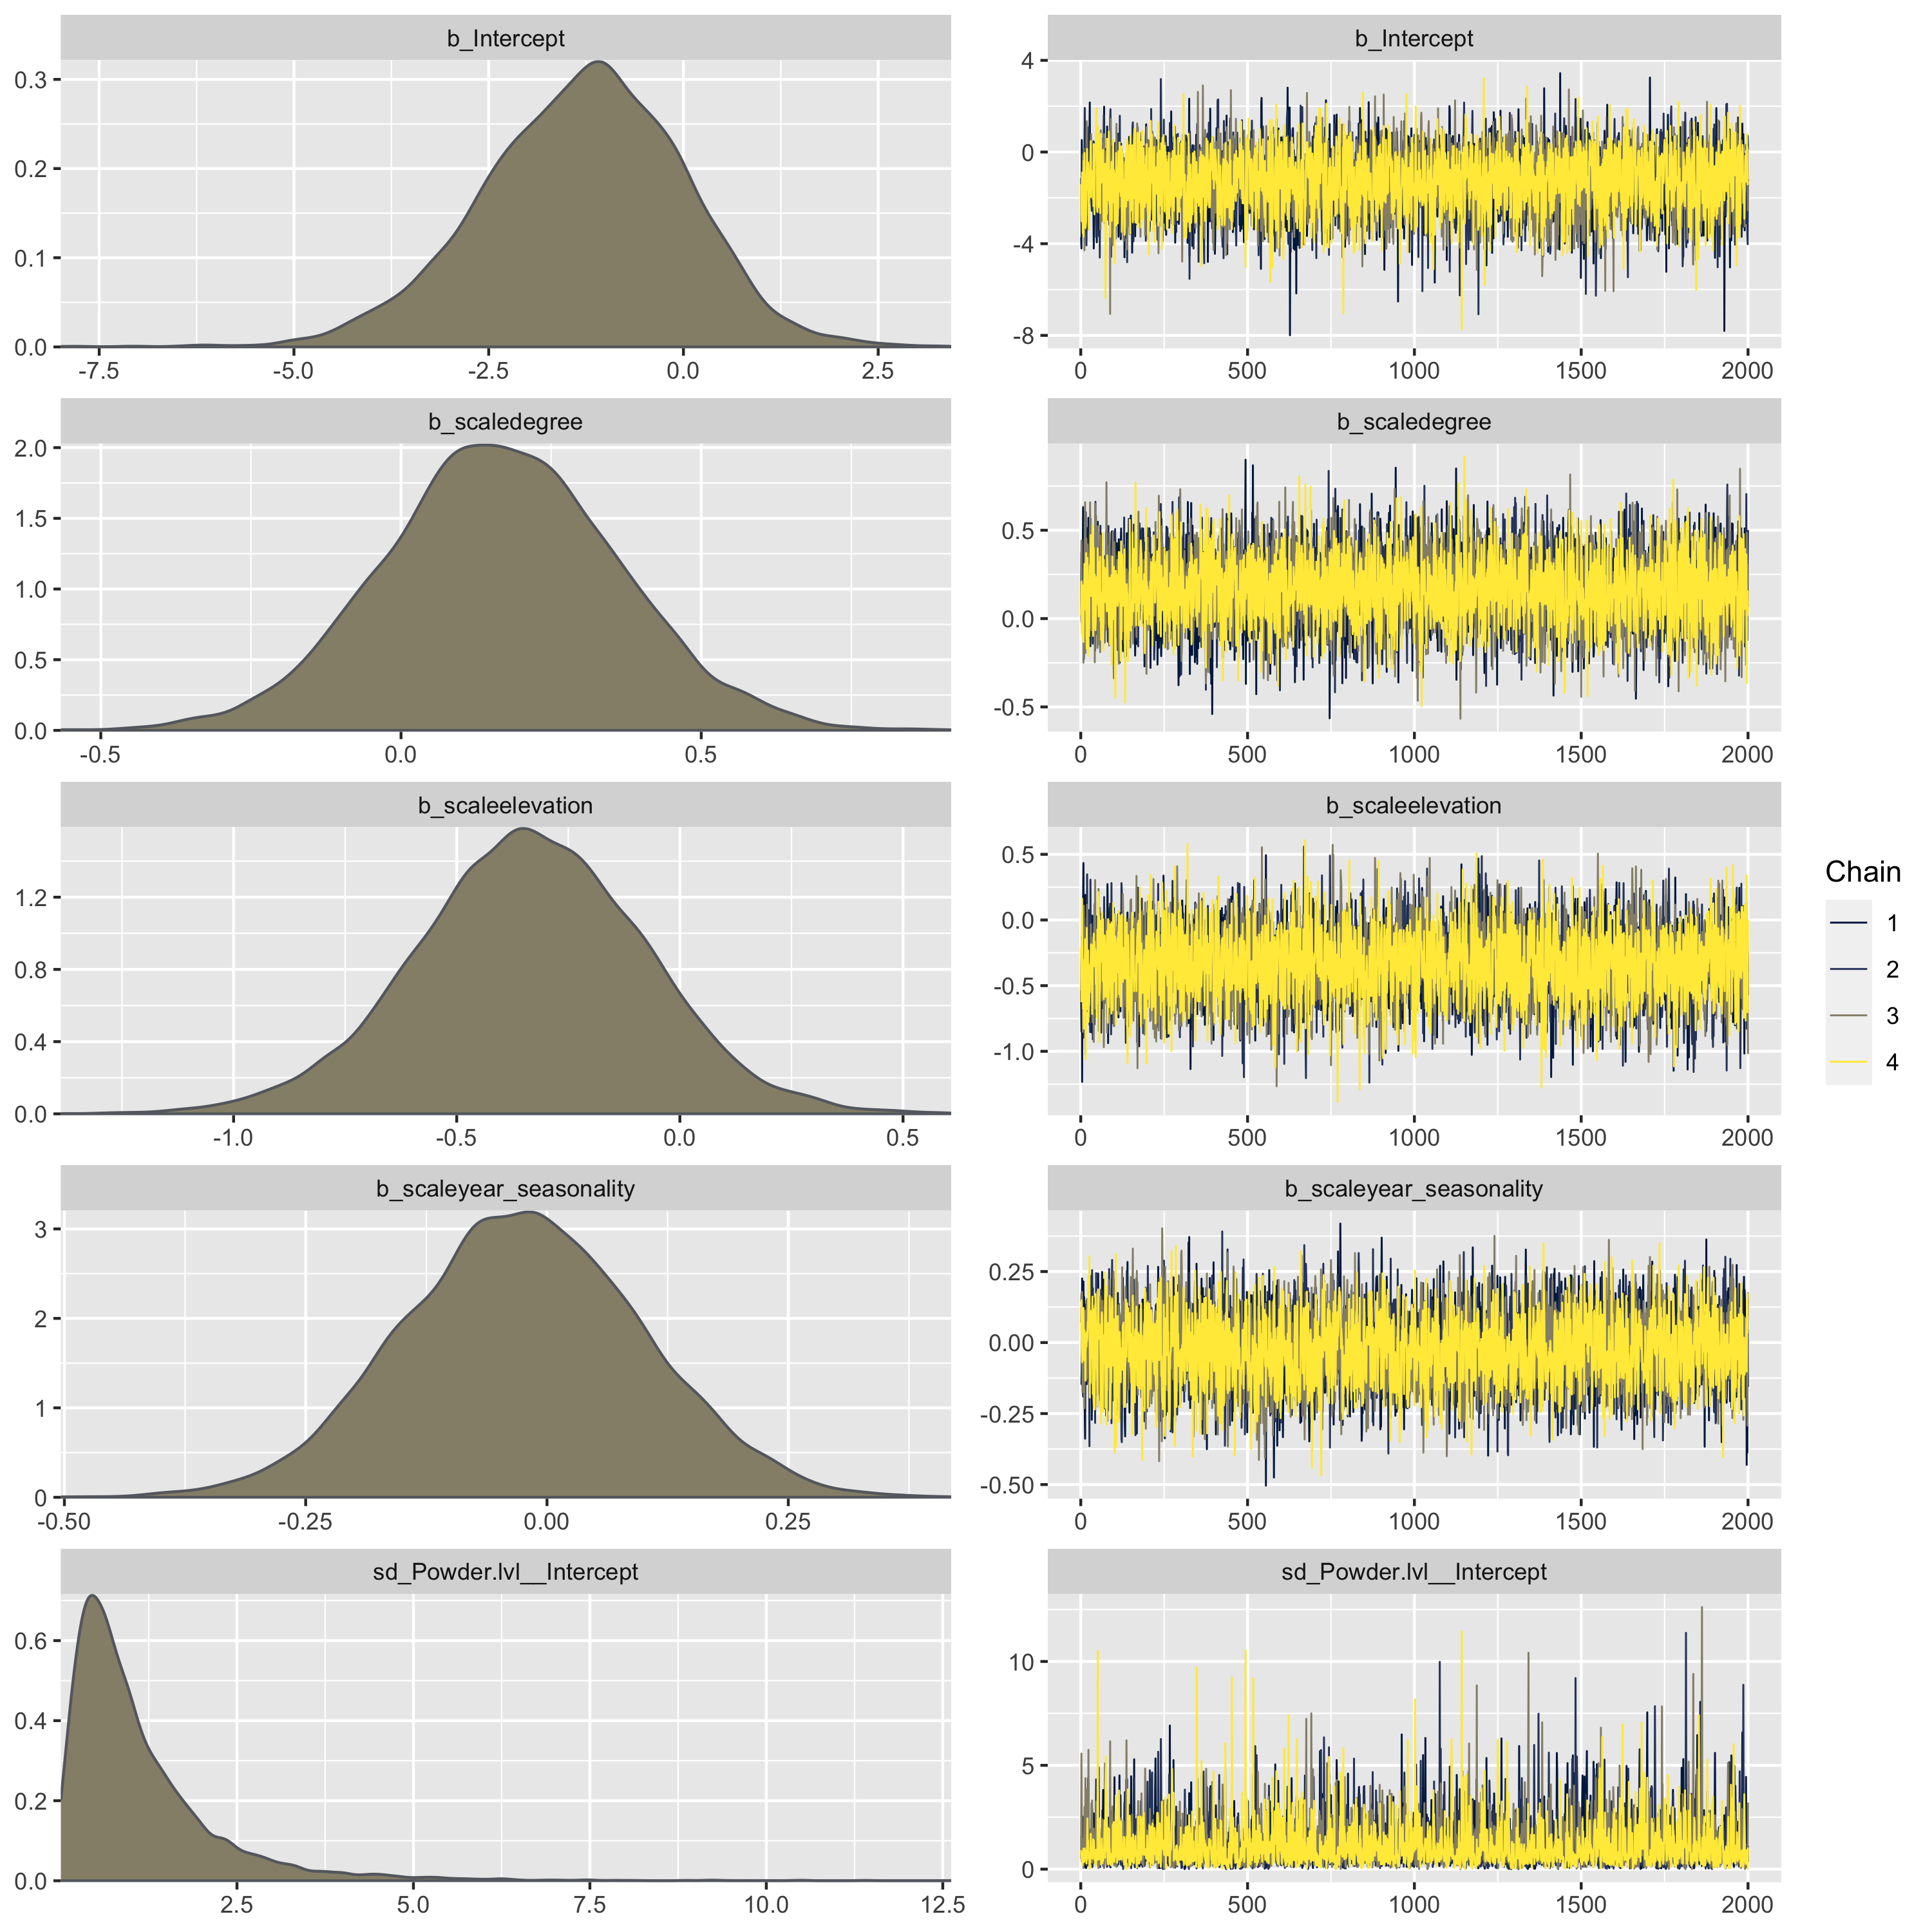 b_Intercept
0.3
0.2
0.1
0.0
-7.5 -5.0 -2.5 0.0 2.5
b_Intercept
4
0
-4
-8
0 500 1000 1500 2000
b_scaledegree
2.0
1.5
1.0
0.5
0.0
-0.5 0.0 0.5
b_scaledegree
0.5
0.0
-0.5
0 500 1000 1500 2000
b_scaleelevation
1.2
0.8
0.4
0.0
-1.0 -0.5 0.0 0.5
b_scaleelevation
0.5
0.0
-0.5
-1.0
0 500 1000 1500 2000
b_scaleyear_seasonality
3
2
1
0
-0.50 -0.25 0.00 0.25
b_scaleyear_seasonality
0.25
0.00
-0.25
-0.50
0 500 1000 1500 2000
sd_Powder.lvl__Intercept
0.6
0.4
0.2
0.0
2.5 5.0 7.5 10.0 12.5
sd_Powder.lvl__Intercept
10
5
0
0 500 1000 1500 2000
Chain
1
2
3
4